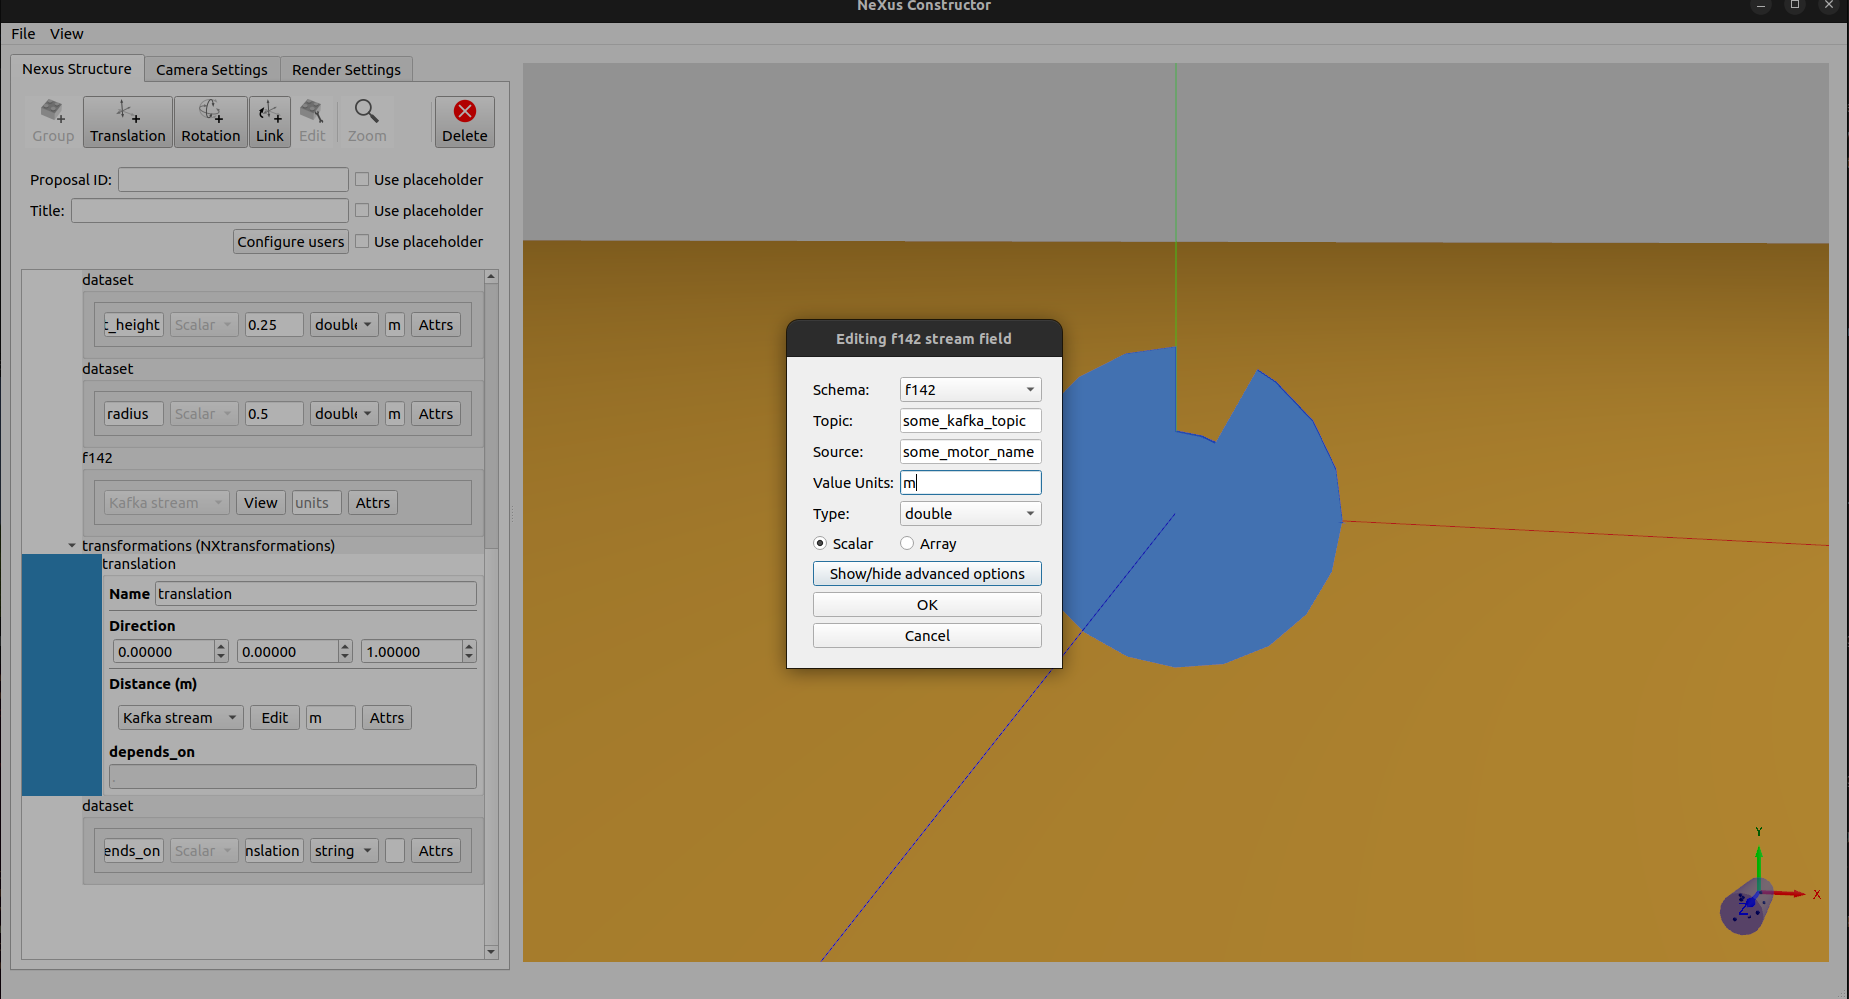 NeXus Constructor
File View
Nexus Structure Camera Settings Render Settings
Group Translation Rotation Link Edit Zoom Delete
Proposal ID: Use placeholder
Title: Use placeholder
Configure users Use placeholder
dataset
t_height Scalar 0.25 double m Attrs
dataset
radius Scalar 0.5 double m Attrs
f142
Kafka stream View units Attrs
transformations (NXtransformations)
translation
Name translation
Direction
0.00000 0.00000 1.00000
Distance (m)
Kafka stream Edit m Attrs
depends_on
.
dataset
ends_on Scalar nslation string Attrs
Editing f142 stream field
Schema: f142
Topic: some_kafka_topic
Source: some_motor_name
Value Units: m
Type: double
Scalar Array
Show/hide advanced options
OK
Cancel
Y
X
Z